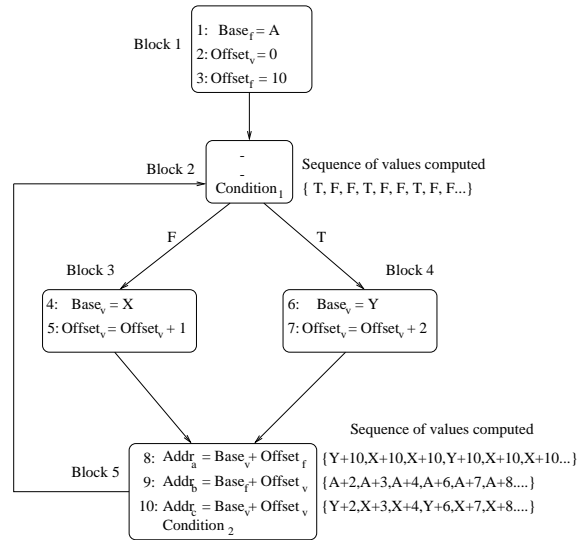 Block 1
1: Base_f = A
2: Offset_v = 0
3: Offset_f = 10
Block 2
-
-
Condition_1
Sequence of values computed
{ T, F, F, T, F, F, T, F, F...}
F
T
Block 3
4: Base_v = X
5: Offset_v = Offset_v + 1
Block 4
6: Base_v = Y
7: Offset_v = Offset_v + 2
Sequence of values computed
Block 5
8: Addr_a = Base_v + Offset_f {Y+10,X+10,X+10,Y+10,X+10,X+10...}
9: Addr_b = Base_f + Offset_v {A+2,A+3,A+4,A+6,A+7,A+8....}
10: Addr_c = Base_v + Offset_v {Y+2,X+3,X+4,Y+6,X+7,X+8....}
Condition_2